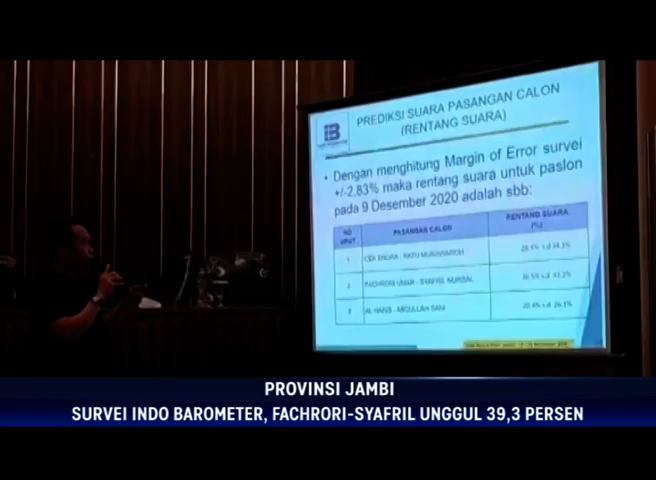 IB
PREDIKSI SUARA PASANGAN CALON
(RENTANG SUARA)
• Dengan menghitung Margin of Error survei
+/-2,83% maka rentang suara untuk paslon
pada 9 Desember 2020 adalah sbb:
NO URUT PASANGAN CALON RENTANG SUARA (%)
1 CEK ENDRA - RATU MUNAWAROH
2 FACHRORI UMAR - SYAFRIL NURSAL
3 AL HARIS - ABDULLAH SANI
PROVINSI JAMBI
SURVEI INDO BAROMETER, FACHRORI-SYAFRIL UNGGUL 39,3 PERSEN